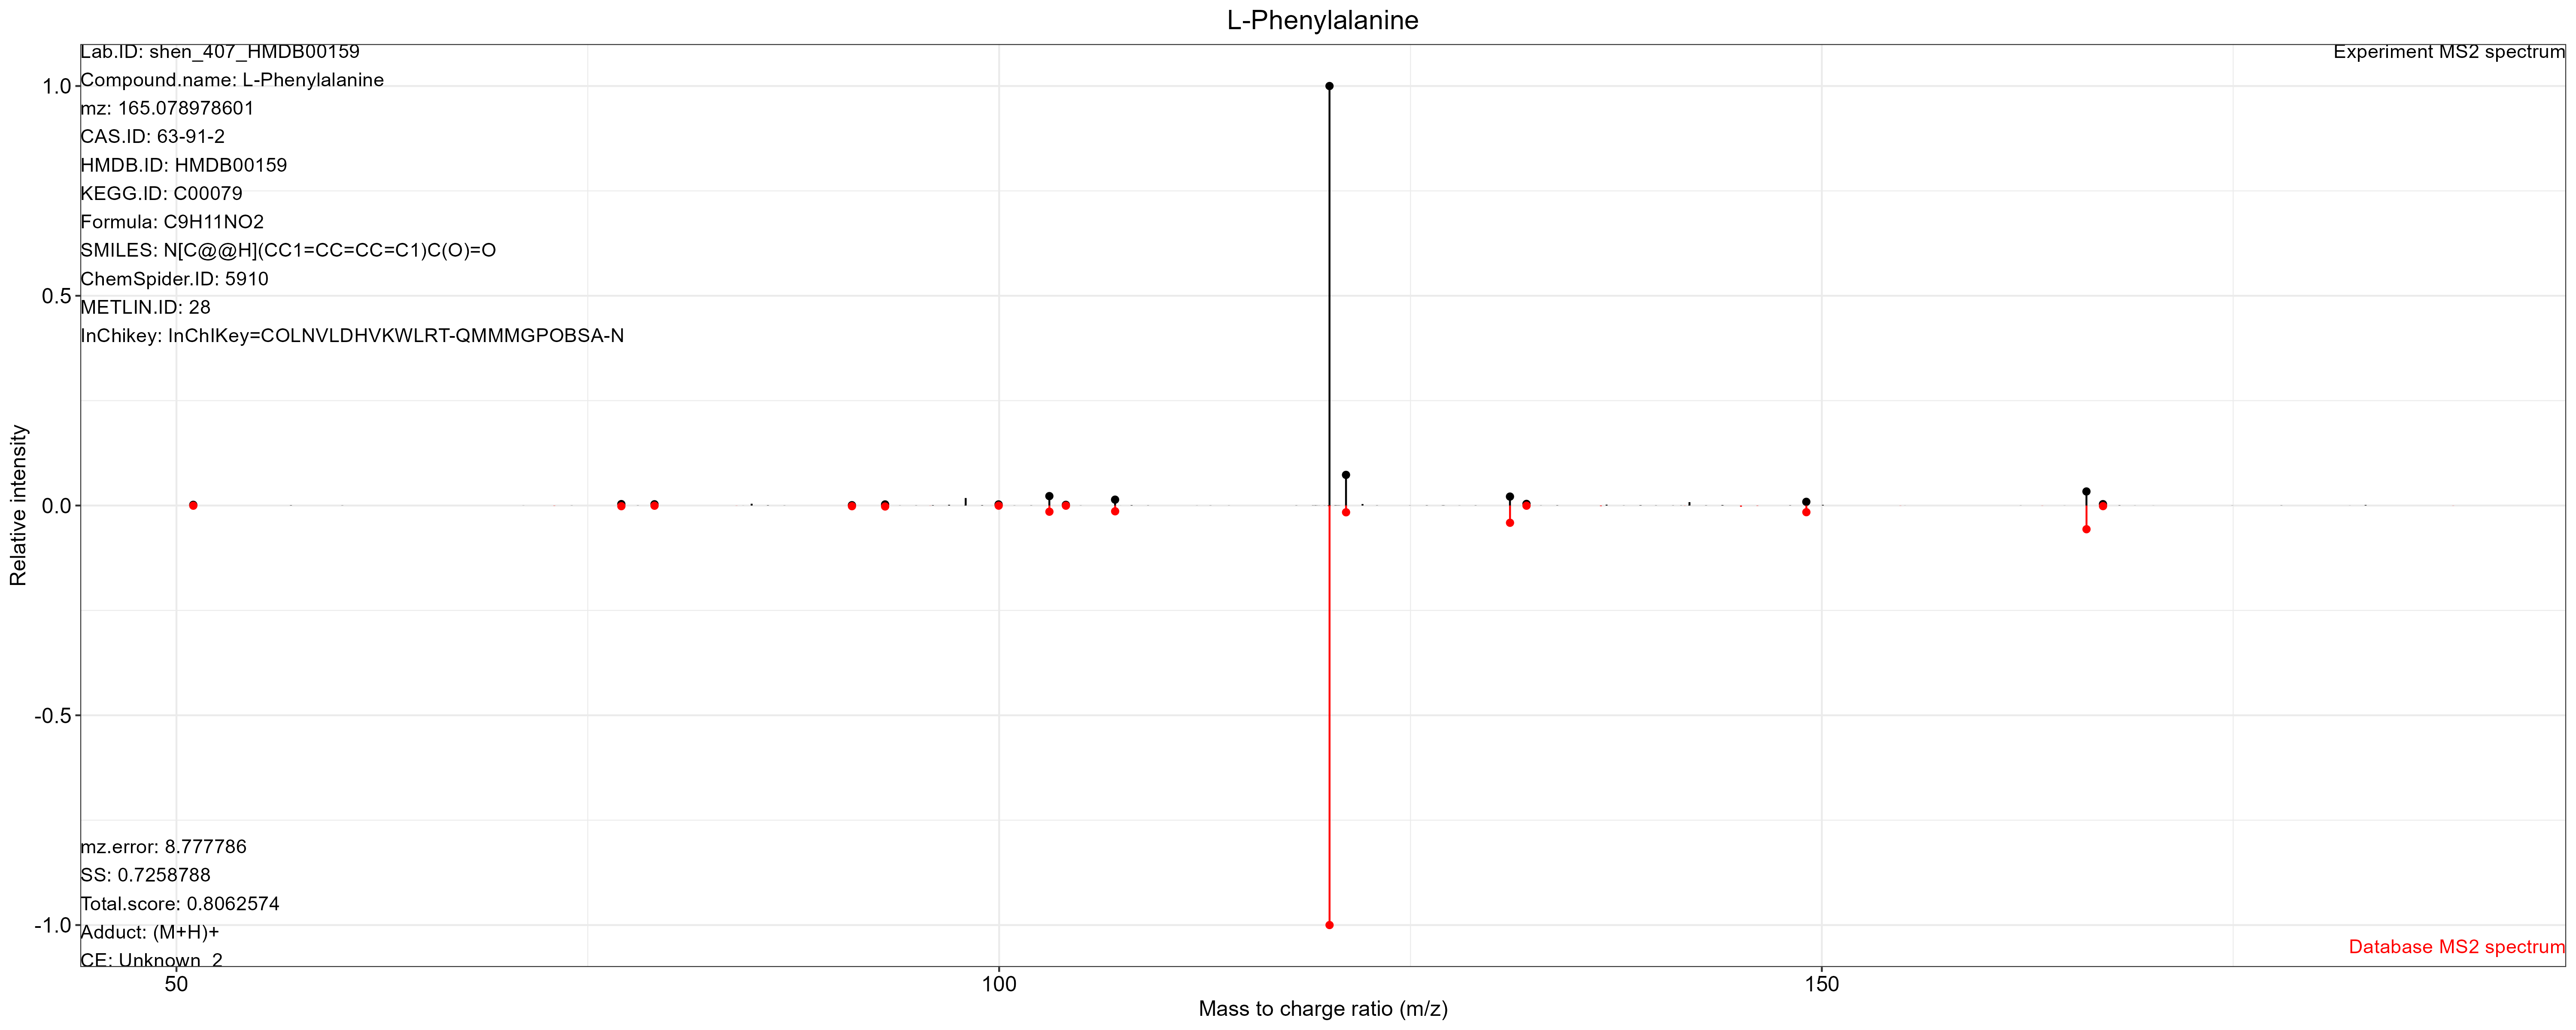 L-Phenylalanine
Lab.ID: shen_407_HMDB00159
Experiment MS2 spectrum
Compound.name: L-Phenylalanine
mz: 165.078978601
CAS.ID: 63-91-2
HMDB.ID: HMDB00159
KEGG.ID: C00079
Formula: C9H11NO2
SMILES: N[C@@H](CC1=CC=CC=C1)C(O)=O
ChemSpider.ID: 5910
METLIN.ID: 28
InChikey: InChIKey=COLNVLDHVKWLRT-QMMMGPOBSA-N
1.0
0.5
0.0
-0.5
-1.0
Relative intensity
mz.error: 8.777786
SS: 0.7258788
Total.score: 0.8062574
Adduct: (M+H)+
CE: Unknown_2
Database MS2 spectrum
50
100
150
Mass to charge ratio (m/z)